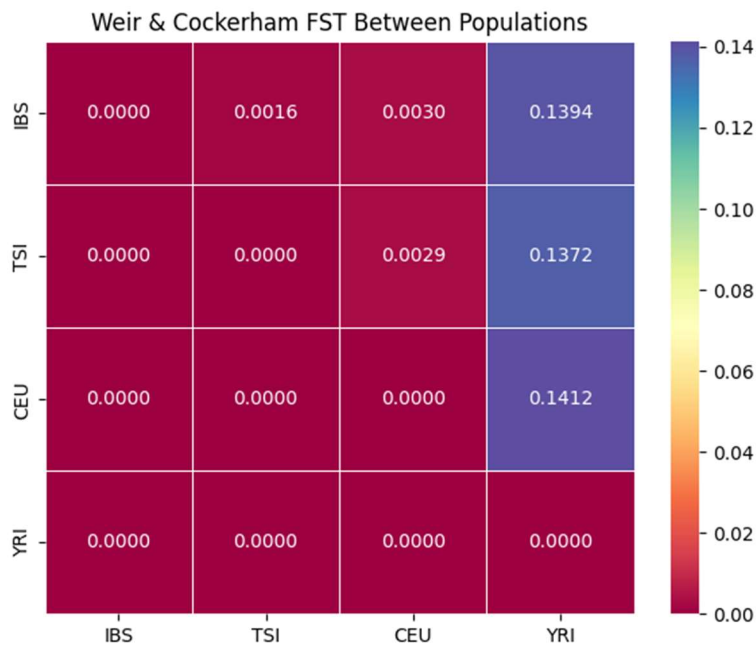 Weir & Cockerham FST Between Populations
IBS 0.0000 0.0016 0.0030 0.1394
TSI 0.0000 0.0000 0.0029 0.1372
CEU 0.0000 0.0000 0.0000 0.1412
YRI 0.0000 0.0000 0.0000 0.0000
IBS TSI CEU YRI
0.14
0.12
0.10
0.08
0.06
0.04
0.02
0.00